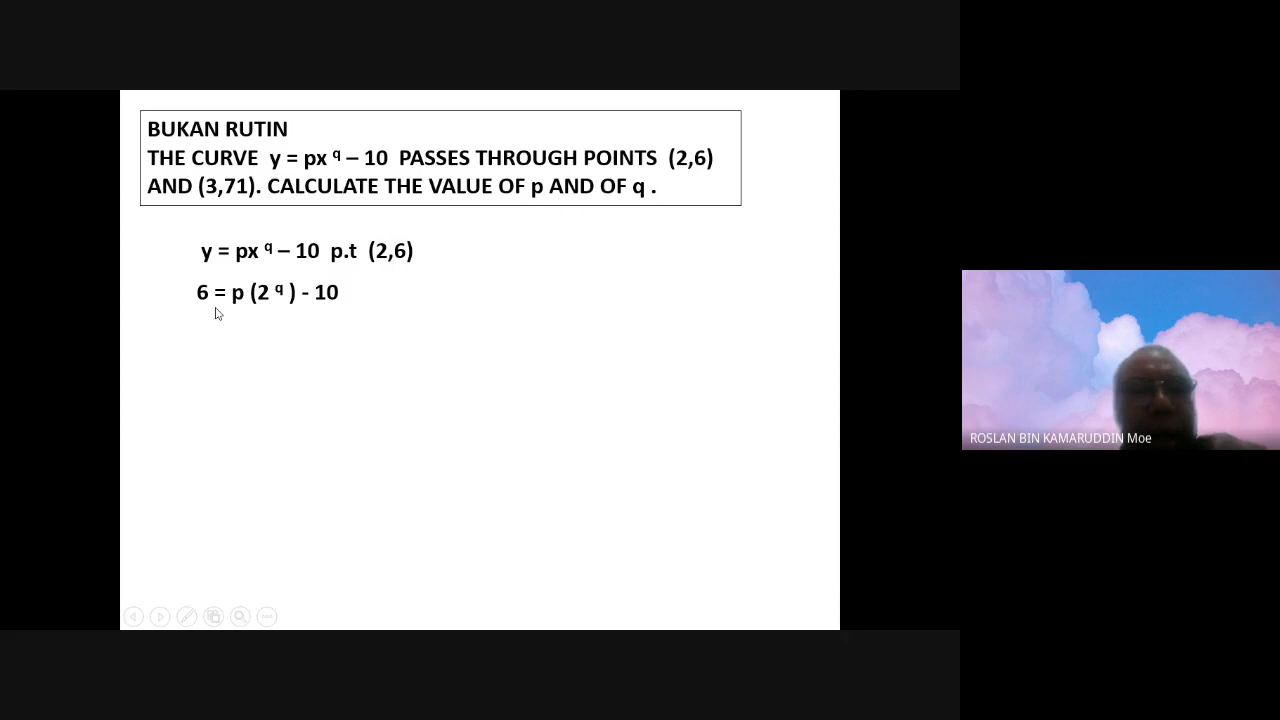 BUKAN RUTIN
THE CURVE y = px ^q – 10 PASSES THROUGH POINTS (2,6)
AND (3,71). CALCULATE THE VALUE OF p AND OF q .
y = px ^q – 10 p.t (2,6)
6 = p (2 ^q ) - 10
ROSLAN BIN KAMARUDDIN Moe